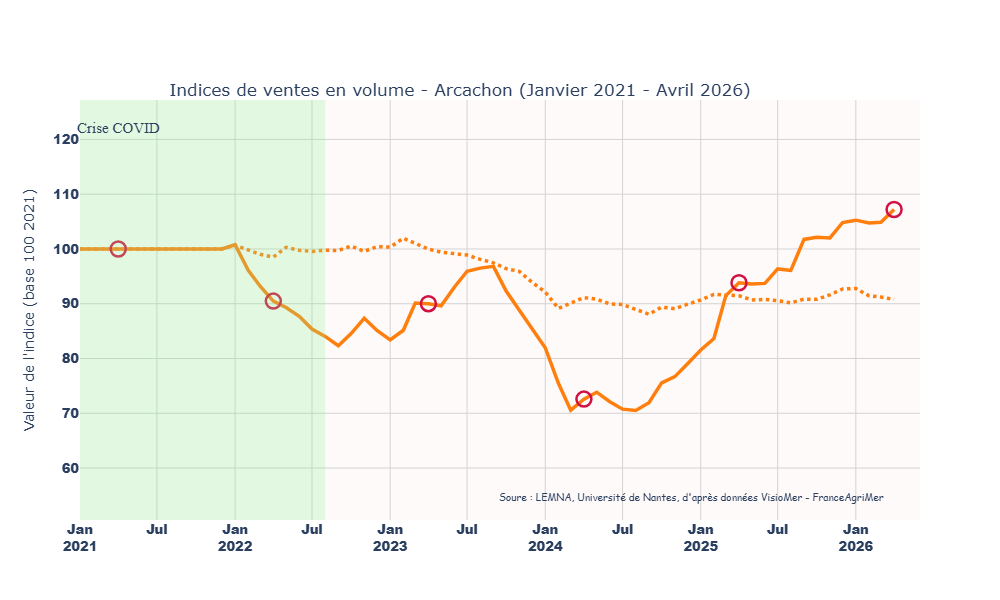 Indices de ventes en volume - Arcachon (Janvier 2021 - Avril 2026)
Crise COVID
Valeur de l'indice (base 100 2021)
120
110
100
90
80
70
60
Soure : LEMNA, Université de Nantes, d'après données VisioMer - FranceAgriMer
Jan Jul Jan Jul Jan Jul Jan Jul Jan Jul Jan
2021 2022 2023 2024 2025 2026